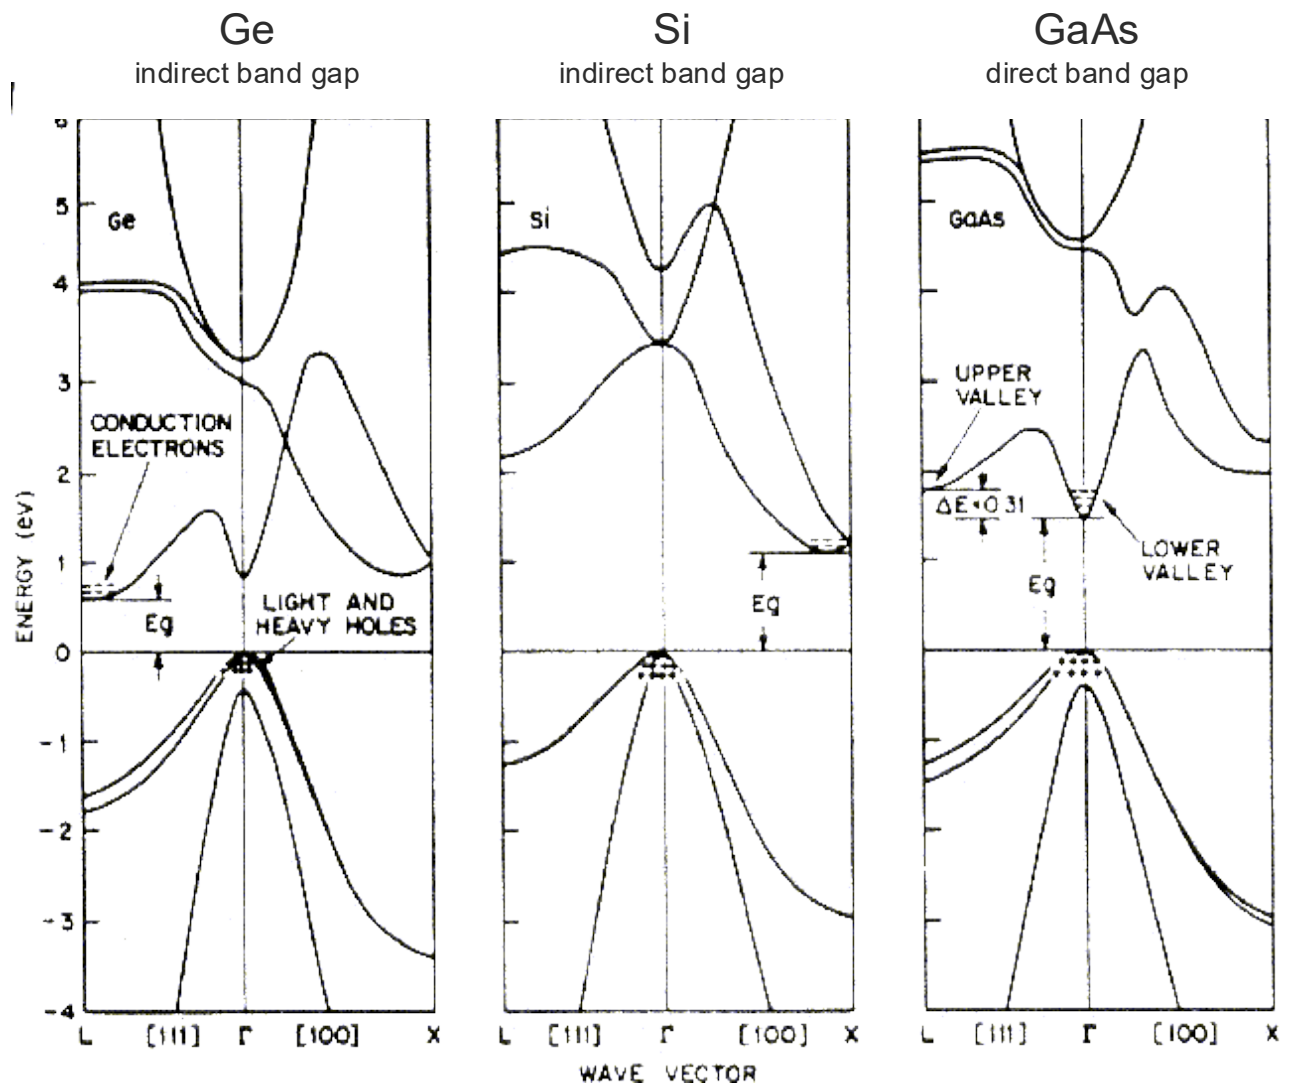 Ge
indirect band gap
Si
indirect band gap
GaAs
direct band gap
6
5
4
3
2
1
0
-1
-2
-3
-4
ENERGY (eV)
Ge
CONDUCTION
ELECTRONS
Eg
LIGHT AND
HEAVY HOLES
L [111] Γ [100] X
Si
Eg
L [111] Γ [100] X
GaAs
UPPER
VALLEY
ΔE=0.31
LOWER
VALLEY
Eg
L [111] Γ [100] X
WAVE VECTOR